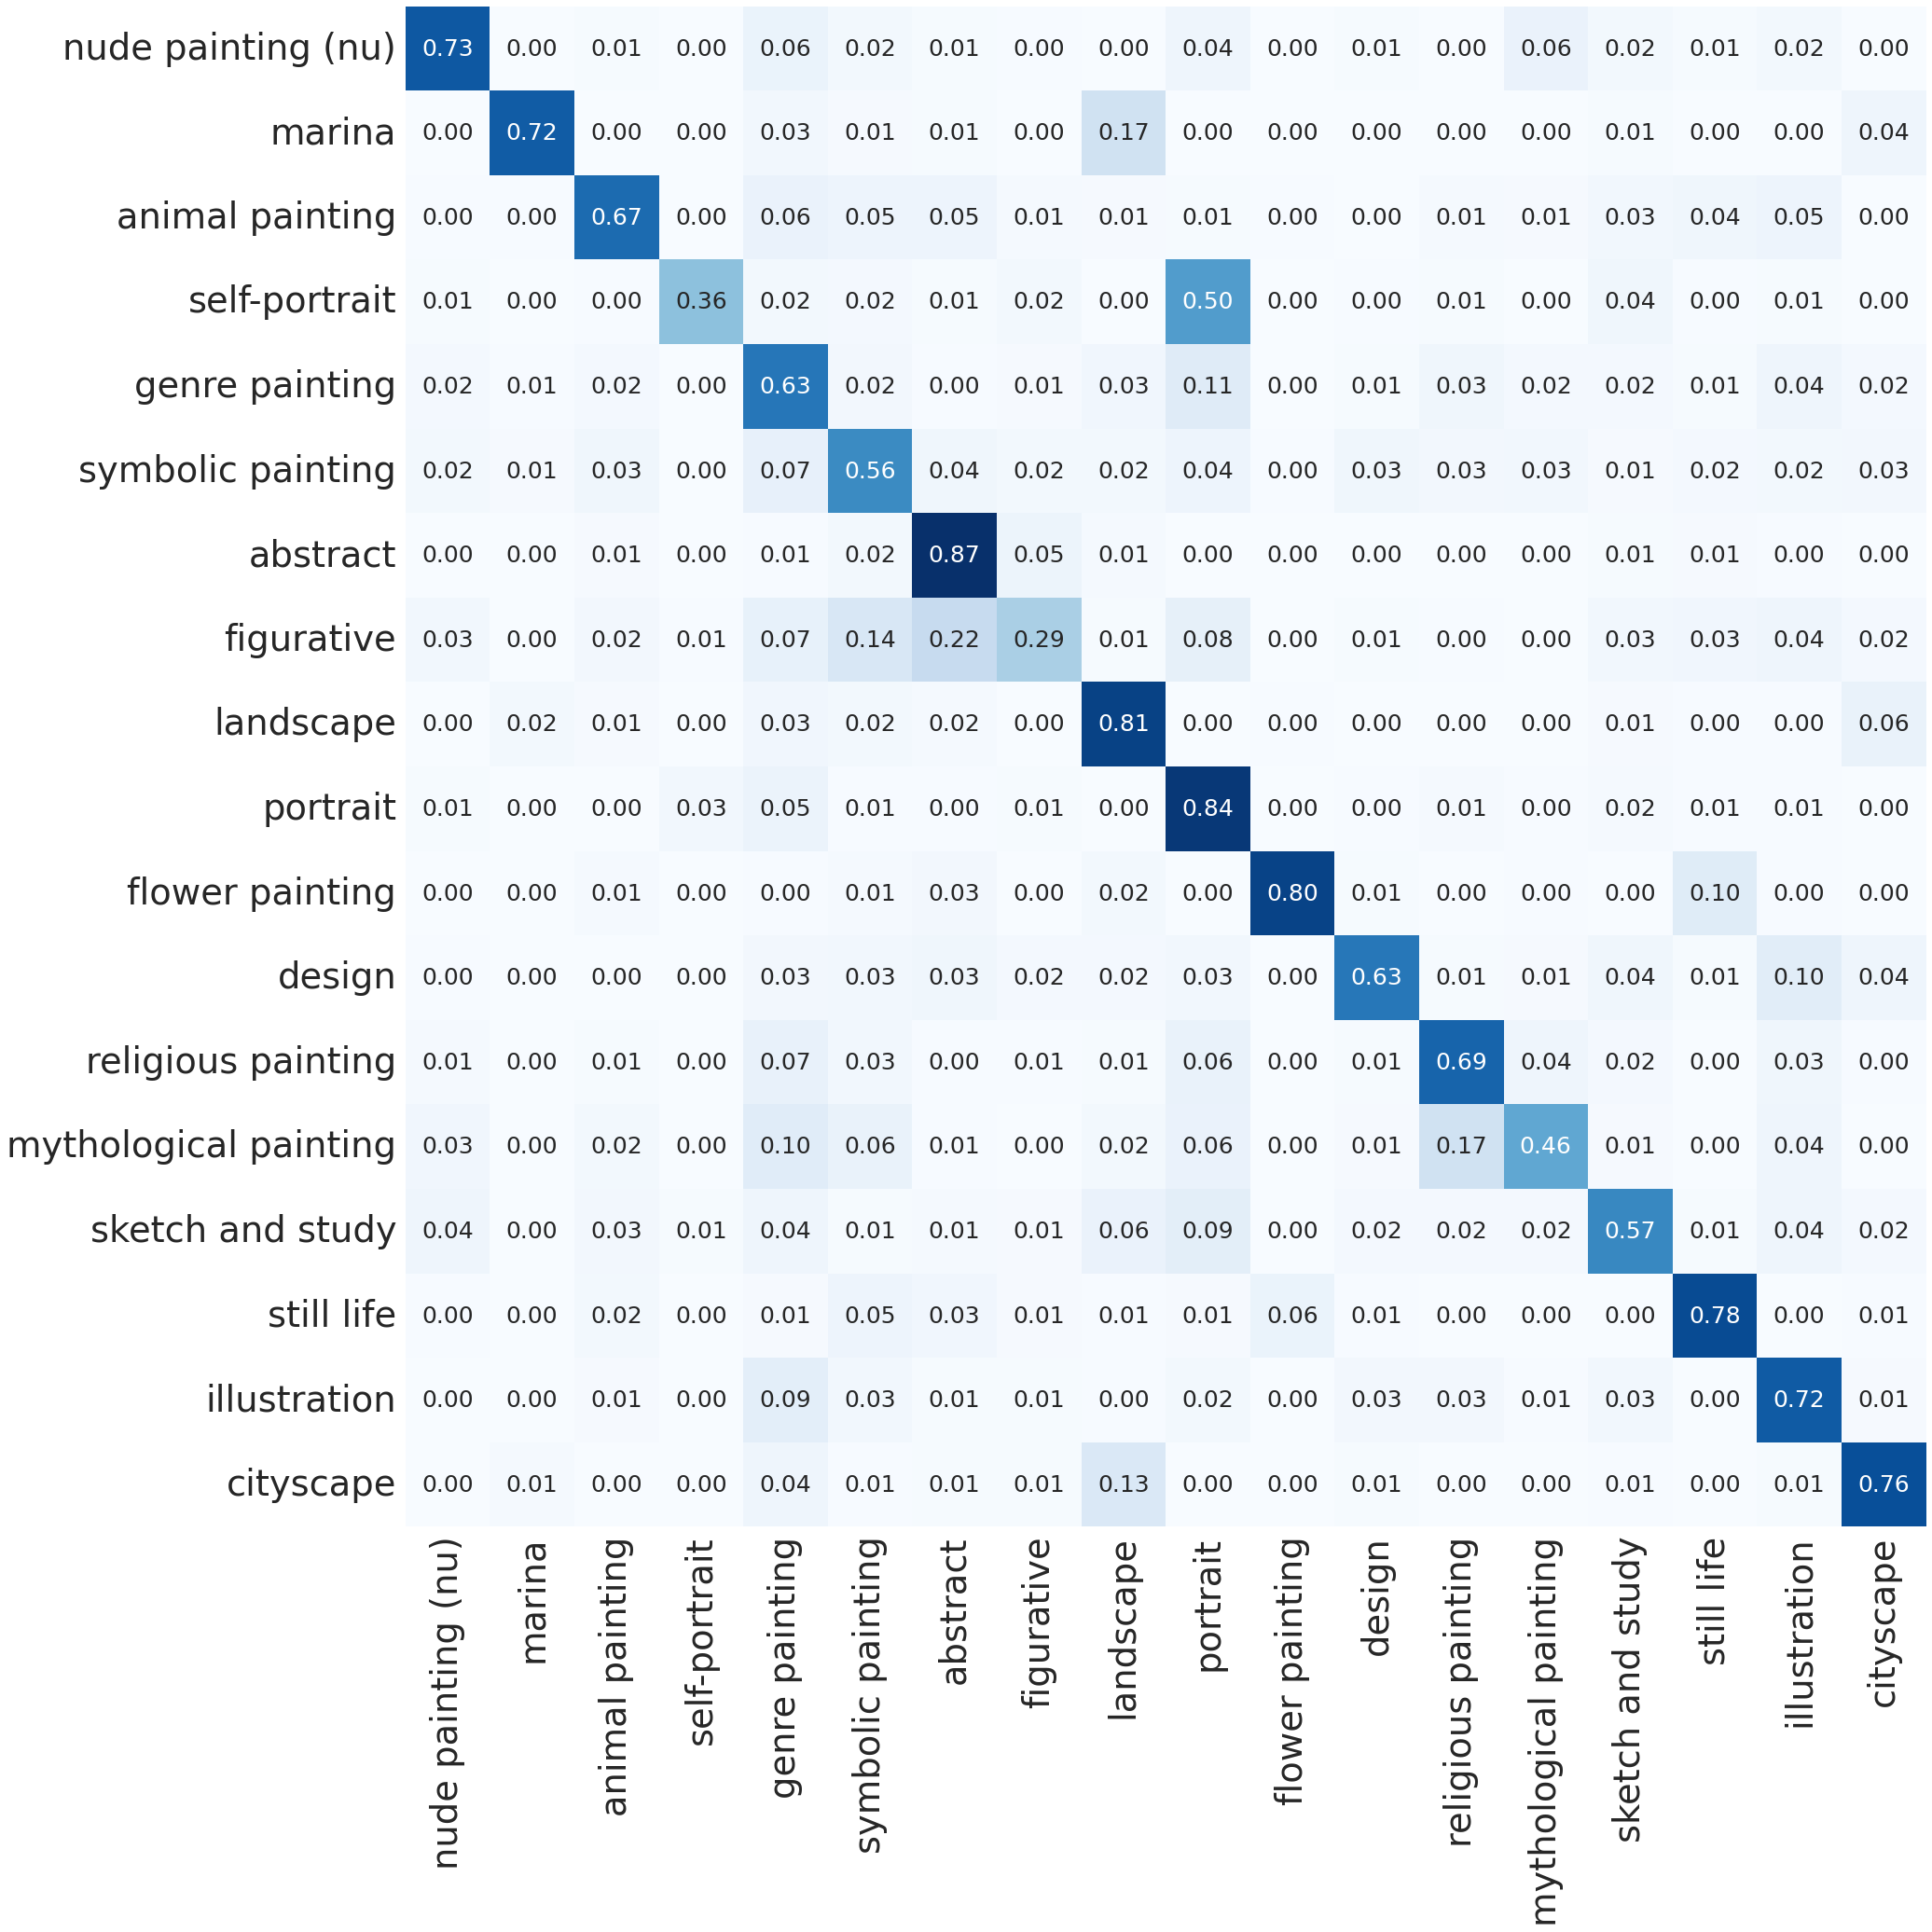 nude painting (nu) 0.73 0.00 0.01 0.00 0.06 0.02 0.01 0.00 0.00 0.04 0.00 0.01 0.00 0.06 0.02 0.01 0.02 0.00
marina 0.00 0.72 0.00 0.00 0.03 0.01 0.01 0.00 0.17 0.00 0.00 0.00 0.00 0.00 0.01 0.00 0.00 0.04
animal painting 0.00 0.00 0.67 0.00 0.06 0.05 0.05 0.01 0.01 0.01 0.00 0.00 0.01 0.01 0.03 0.04 0.05 0.00
self-portrait 0.01 0.00 0.00 0.36 0.02 0.02 0.01 0.02 0.00 0.50 0.00 0.00 0.01 0.00 0.04 0.00 0.01 0.00
genre painting 0.02 0.01 0.02 0.00 0.63 0.02 0.00 0.01 0.03 0.11 0.00 0.01 0.03 0.02 0.02 0.01 0.04 0.02
symbolic painting 0.02 0.01 0.03 0.00 0.07 0.56 0.04 0.02 0.02 0.04 0.00 0.03 0.03 0.03 0.01 0.02 0.02 0.03
abstract 0.00 0.00 0.01 0.00 0.01 0.02 0.87 0.05 0.01 0.00 0.00 0.00 0.00 0.00 0.01 0.01 0.00 0.00
figurative 0.03 0.00 0.02 0.01 0.07 0.14 0.22 0.29 0.01 0.08 0.00 0.01 0.00 0.00 0.03 0.03 0.04 0.02
landscape 0.00 0.02 0.01 0.00 0.03 0.02 0.02 0.00 0.81 0.00 0.00 0.00 0.00 0.00 0.01 0.00 0.00 0.06
portrait 0.01 0.00 0.00 0.03 0.05 0.01 0.00 0.01 0.00 0.84 0.00 0.00 0.01 0.00 0.02 0.01 0.01 0.00
flower painting 0.00 0.00 0.01 0.00 0.00 0.01 0.03 0.00 0.02 0.00 0.80 0.01 0.00 0.00 0.00 0.10 0.00 0.00
design 0.00 0.00 0.00 0.00 0.03 0.03 0.03 0.02 0.02 0.03 0.00 0.63 0.01 0.01 0.04 0.01 0.10 0.04
religious painting 0.01 0.00 0.01 0.00 0.07 0.03 0.00 0.01 0.01 0.06 0.00 0.01 0.69 0.04 0.02 0.00 0.03 0.00
mythological painting 0.03 0.00 0.02 0.00 0.10 0.06 0.01 0.00 0.02 0.06 0.00 0.01 0.17 0.46 0.01 0.00 0.04 0.00
sketch and study 0.04 0.00 0.03 0.01 0.04 0.01 0.01 0.01 0.06 0.09 0.00 0.02 0.02 0.02 0.57 0.01 0.04 0.02
still life 0.00 0.00 0.02 0.00 0.01 0.05 0.03 0.01 0.01 0.01 0.06 0.01 0.00 0.00 0.00 0.78 0.00 0.01
illustration 0.00 0.00 0.01 0.00 0.09 0.03 0.01 0.01 0.00 0.02 0.00 0.03 0.03 0.01 0.03 0.00 0.72 0.01
cityscape 0.00 0.01 0.00 0.00 0.04 0.01 0.01 0.01 0.13 0.00 0.00 0.01 0.00 0.00 0.01 0.00 0.01 0.76
nude painting (nu)
marina
animal painting
self-portrait
genre painting
symbolic painting
abstract
figurative
landscape
portrait
flower painting
design
religious painting
mythological painting
sketch and study
still life
illustration
cityscape